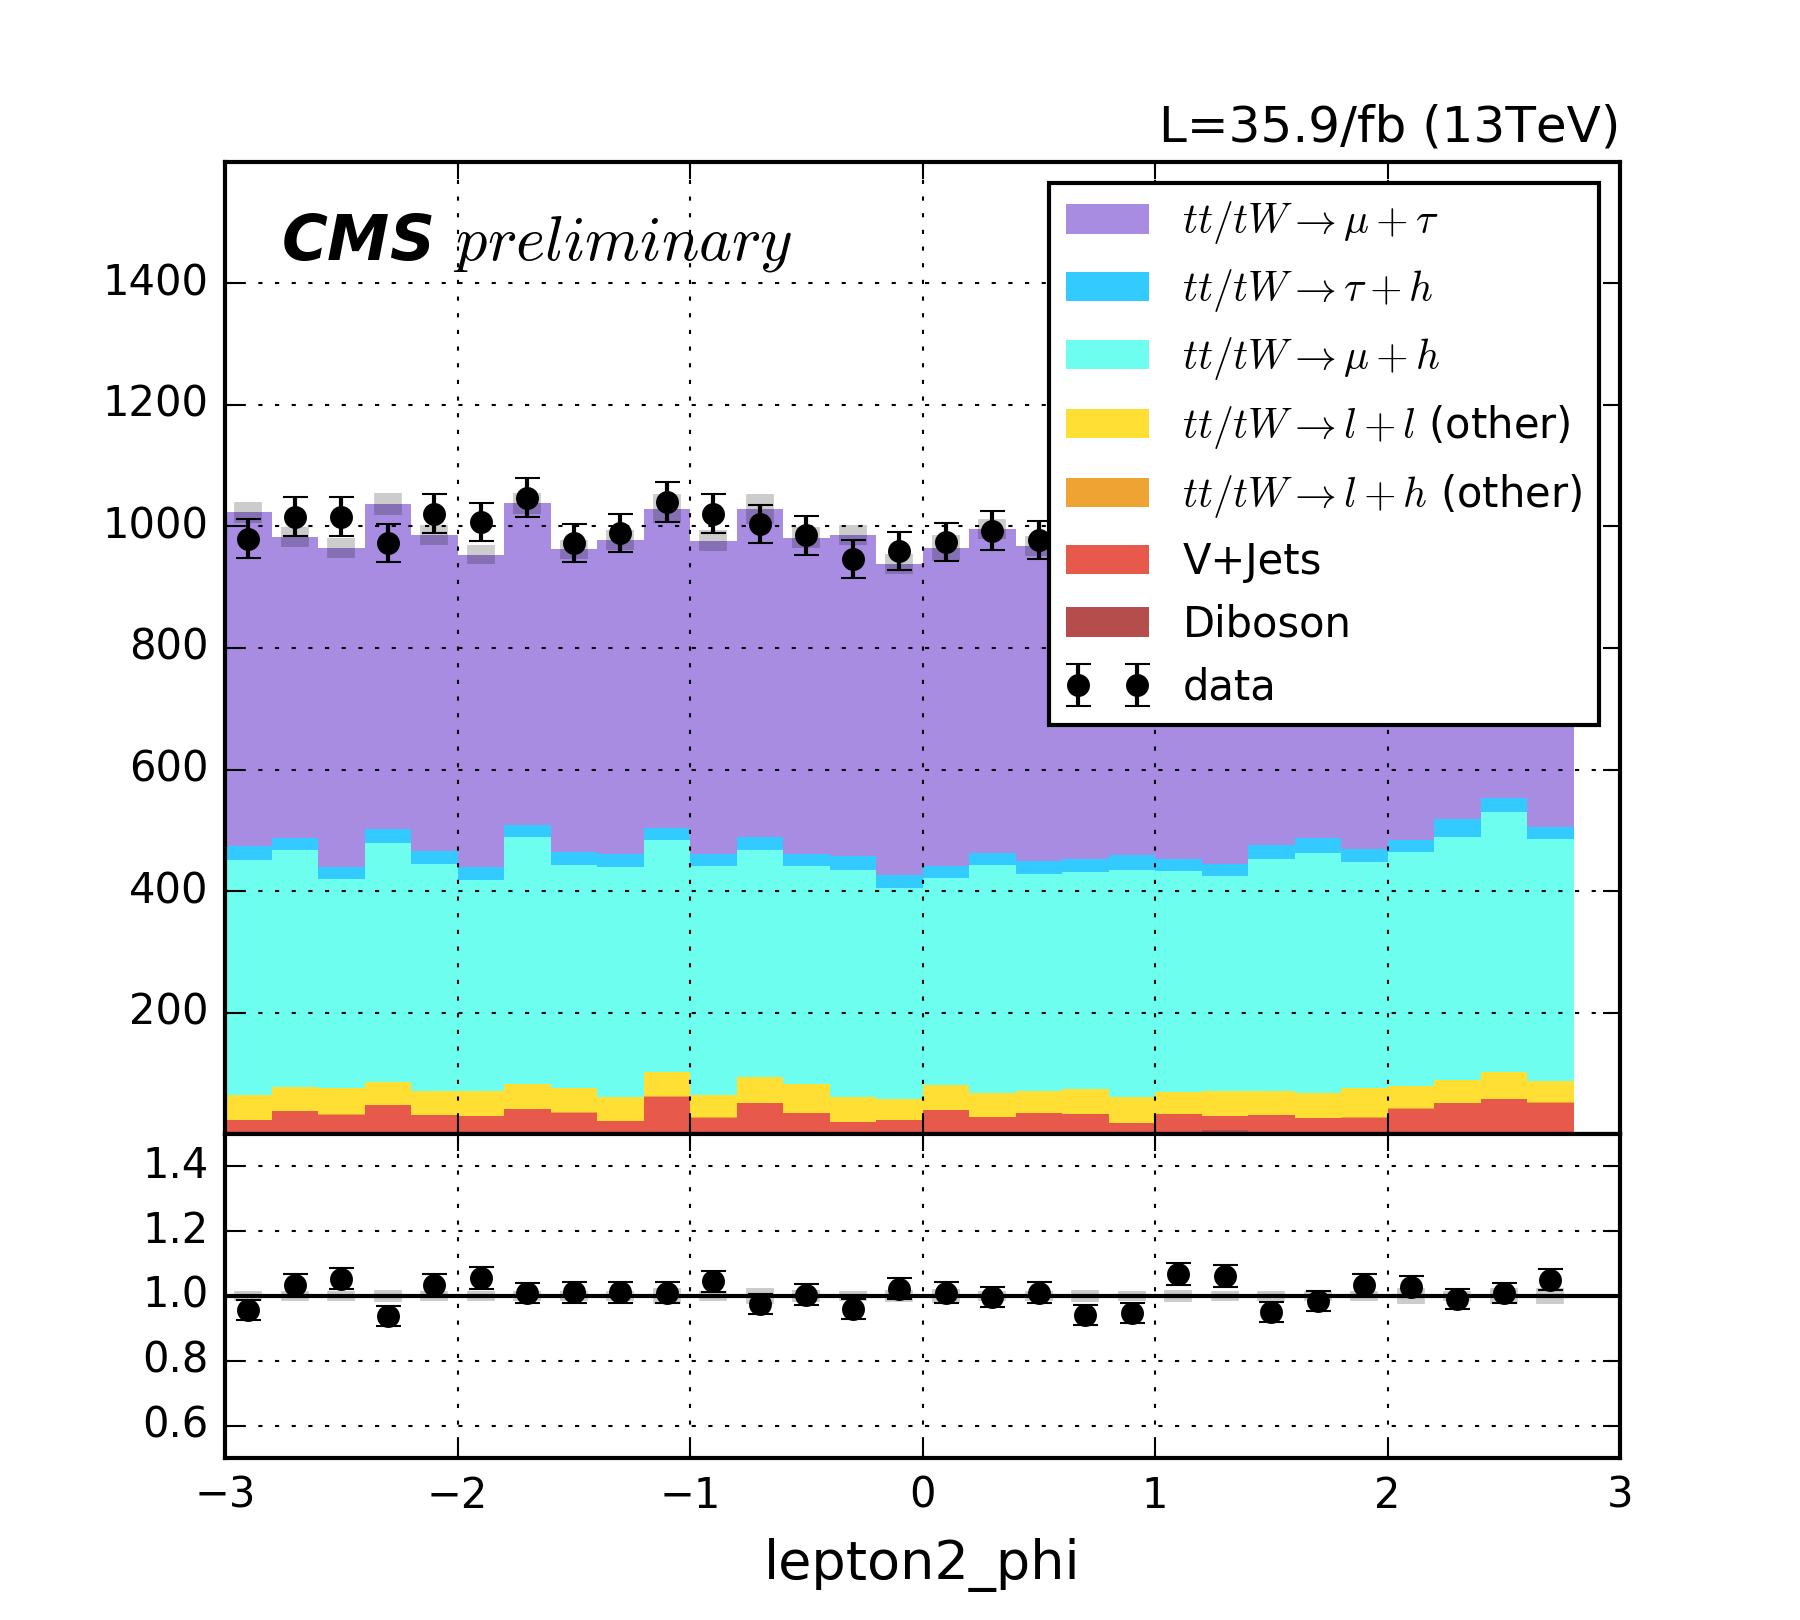 L=35.9/fb (13TeV)
CMS preliminary
tt/tW→μ+τ
tt/tW→τ+h
tt/tW→μ+h
tt/tW→l+l (other)
tt/tW→l+h (other)
V+Jets
Diboson
data
1400
1200
1000
800
600
400
200
1.4
1.2
1.0
0.8
0.6
−3 −2 −1 0 1 2 3
lepton2_phi